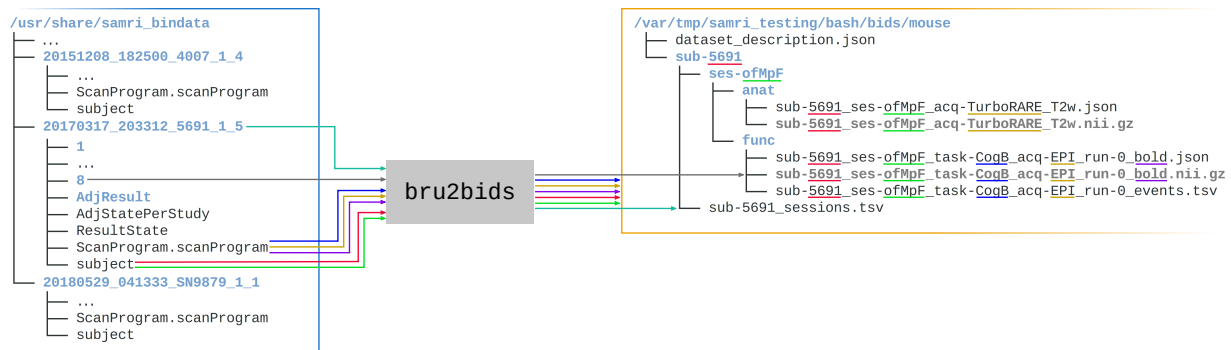 /usr/share/samri_bindata
...
20151208_182500_4007_1_4
...
ScanProgram.scanProgram
subject
20170317_203312_5691_1_5
1
...
8
AdjResult
AdjStatePerStudy
ResultState
ScanProgram.scanProgram
subject
20180529_041333_SN9879_1_1
...
ScanProgram.scanProgram
subject
bru2bids
/var/tmp/samri_testing/bash/bids/mouse
dataset_description.json
sub-5691
ses-ofMpF
anat
sub-5691_ses-ofMpF_acq-TurboRARE_T2w.json
sub-5691_ses-ofMpF_acq-TurboRARE_T2w.nii.gz
func
sub-5691_ses-ofMpF_task-CogB_acq-EPI_run-0_bold.json
sub-5691_ses-ofMpF_task-CogB_acq-EPI_run-0_bold.nii.gz
sub-5691_ses-ofMpF_task-CogB_acq-EPI_run-0_events.tsv
sub-5691_sessions.tsv